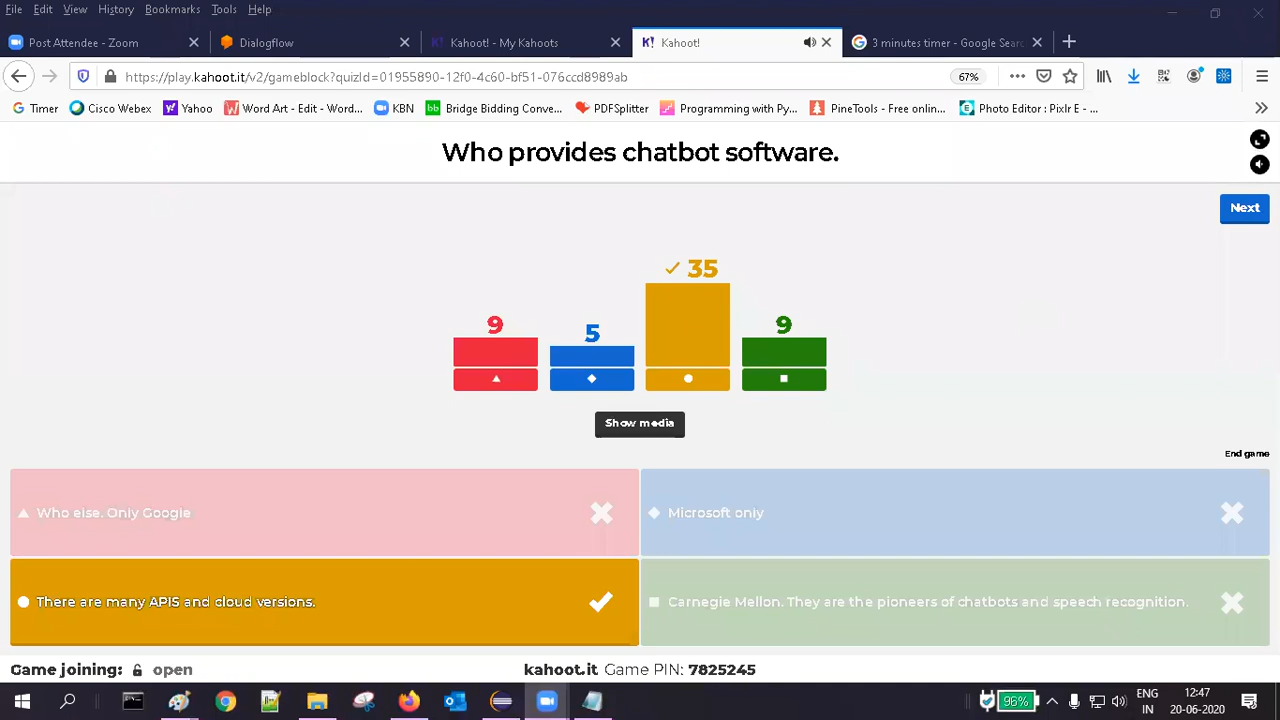 File Edit View History Bookmarks Tools Help
Post Attendee - Zoom
Dialogflow
Kahoot! - My Kahoots
K! Kahoot!
3 minutes timer - Google Searc
https://play.kahoot.it/v2/gameblock?quizId=01955890-12f0-4c60-bf51-076ccd8989ab
67%
Timer Cisco Webex Yahoo Word Art - Edit - Word... KBN Bridge Bidding Conve... PDFSplitter Programming with Py... PineTools - Free onlin... Photo Editor : Pixlr E - ...
Who provides chatbot software.
Next
35
9
5
9
Show media
End game
Who else. Only Google
Microsoft only
There are many APIS and cloud versions.
Carnegie Mellon. They are the pioneers of chatbots and speech recognition.
Game joining: open
kahoot.it Game PIN: 7825245
96%
ENG
IN
12:47
20-06-2020